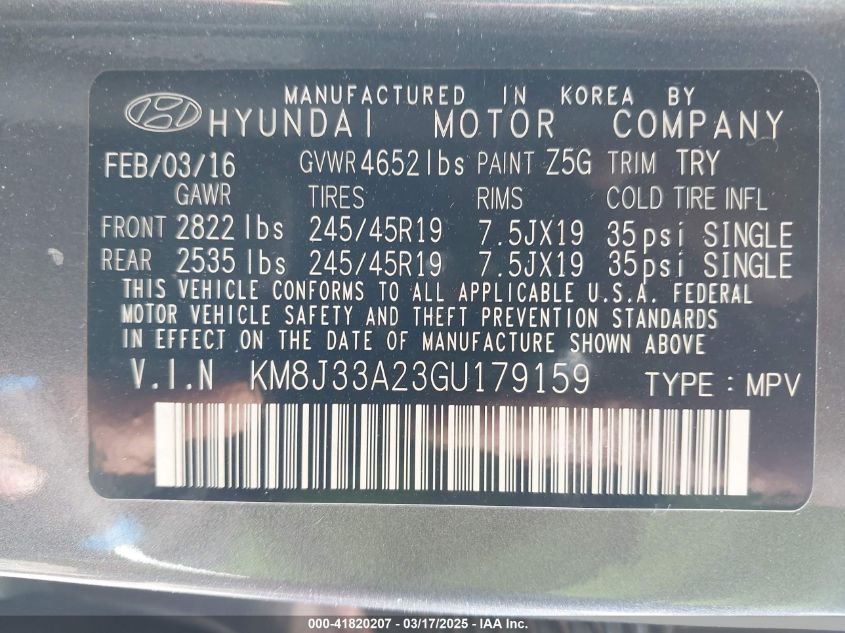 MANUFACTURED IN KOREA BY
HYUNDAI MOTOR COMPANY
FEB/03/16 GVWR 4652 lbs PAINT Z5G TRIM TRY
GAWR TIRES RIMS COLD TIRE INFL
FRONT 2822 lbs 245/45R19 7.5JX19 35psi SINGLE
REAR 2535 lbs 245/45R19 7.5JX19 35psi SINGLE
THIS VEHICLE CONFORMS TO ALL APPLICABLE U.S.A. FEDERAL
MOTOR VEHICLE SAFETY AND THEFT PREVENTION STANDARDS
IN EFFECT ON THE DATE OF MANUFACTURE SHOWN ABOVE
V.I.N KM8J33A23GU179159 TYPE : MPV
000-41820207 - 03/17/2025 - IAA Inc.